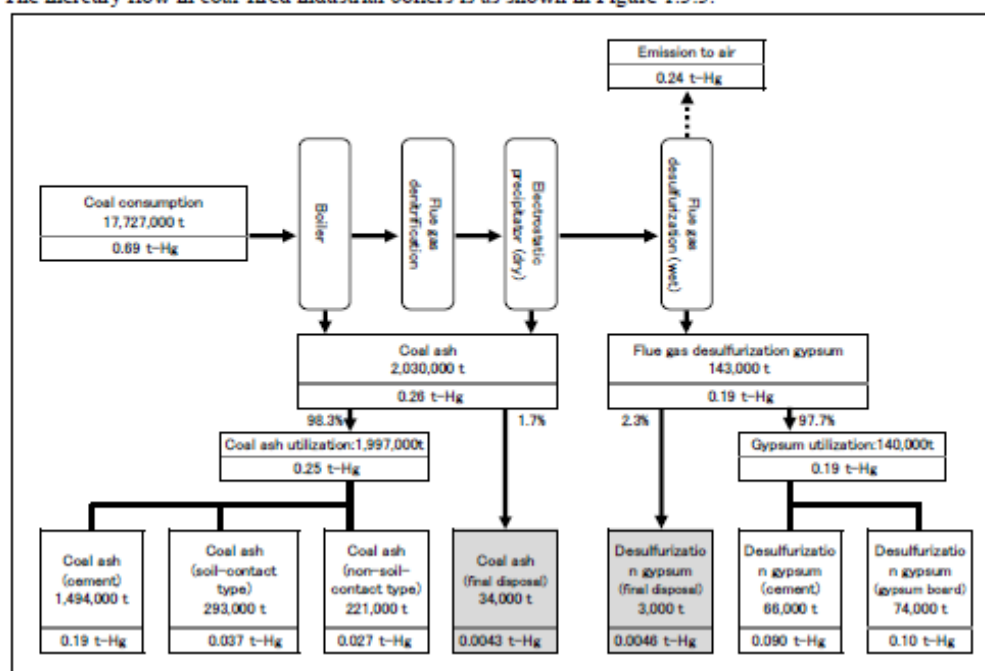 The mercury flow in coal-fired industrial boilers is as shown in Figure 1.3.3.
Emission to air
0.24 t-Hg
Coal consumption
17,727,000 t
0.69 t-Hg
Boiler
Flue gas
denitrification
Electrostatic
precipitator (dry)
Flue gas
desulfurization (wet)
Coal ash
2,030,000 t
0.26 t-Hg
Flue gas desulfurization gypsum
143,000 t
0.19 t-Hg
98.3%
1.7%
2.3%
97.7%
Coal ash utilization:1,997,000t
0.25 t-Hg
Gypsum utilization:140,000t
0.19 t-Hg
Coal ash
(cement)
1,494,000 t
0.19 t-Hg
Coal ash
(soil-contact
type)
293,000 t
0.037 t-Hg
Coal ash
(non-soil-
contact type)
221,000 t
0.027 t-Hg
Coal ash
(final disposal)
34,000 t
0.0043 t-Hg
Desulfurizatio
n gypsum
(final disposal)
3,000 t
0.0046 t-Hg
Desulfurizatio
n gypsum
(cement)
66,000 t
0.090 t-Hg
Desulfurizatio
n gypsum
(gypsum board)
74,000 t
0.10 t-Hg